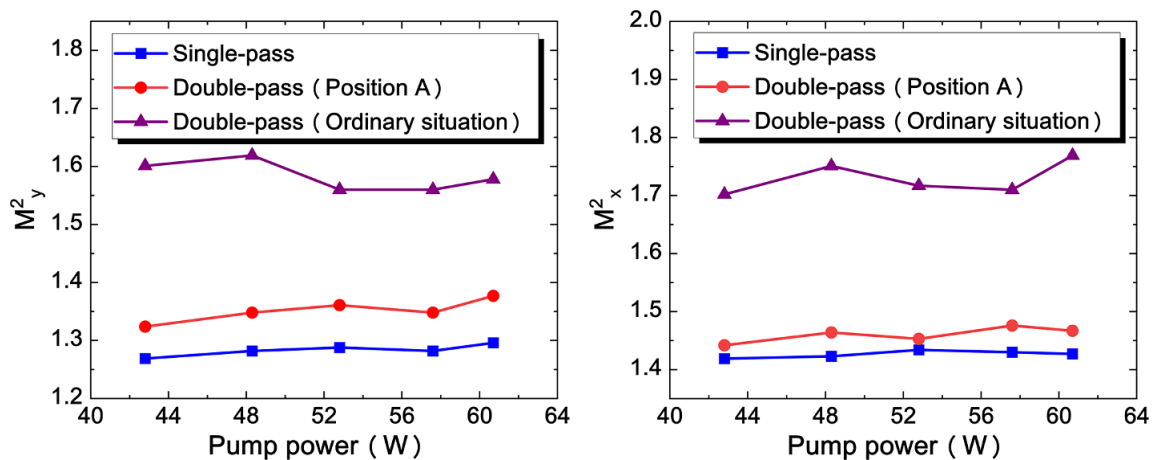 1.8
1.7
1.6
1.5
1.4
1.3
1.2
M²y
Single-pass
Double-pass (Position A)
Double-pass (Ordinary situation)
40 44 48 52 56 60 64
Pump power (W)
2.0
1.9
1.8
1.7
1.6
1.5
1.4
M²x
Single-pass
Double-pass (Position A)
Double-pass (Ordinary situation)
40 44 48 52 56 60 64
Pump power (W)